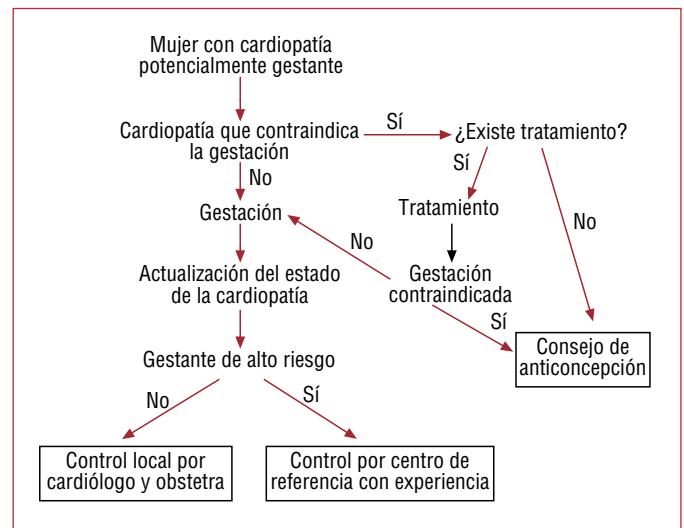 Mujer con cardiopatía
potencialmente gestante
Cardiopatía que contraindica
la gestación
Sí
¿Existe tratamiento?
No
Sí
No
Gestación
Tratamiento
No
Actualización del estado
de la cardiopatía
Gestación
contraindicada
Sí
Consejo de
anticoncepción
Gestante de alto riesgo
No
Sí
Control local por
cardiólogo y obstetra
Control por centro de
referencia con experiencia